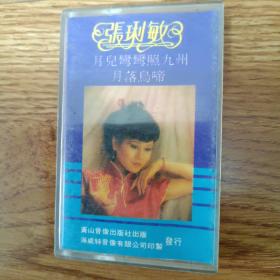 張琍敏
月兒彎彎照九州
月落烏啼
黃山音像出版社出版
海威特音像有限公司印製
發行